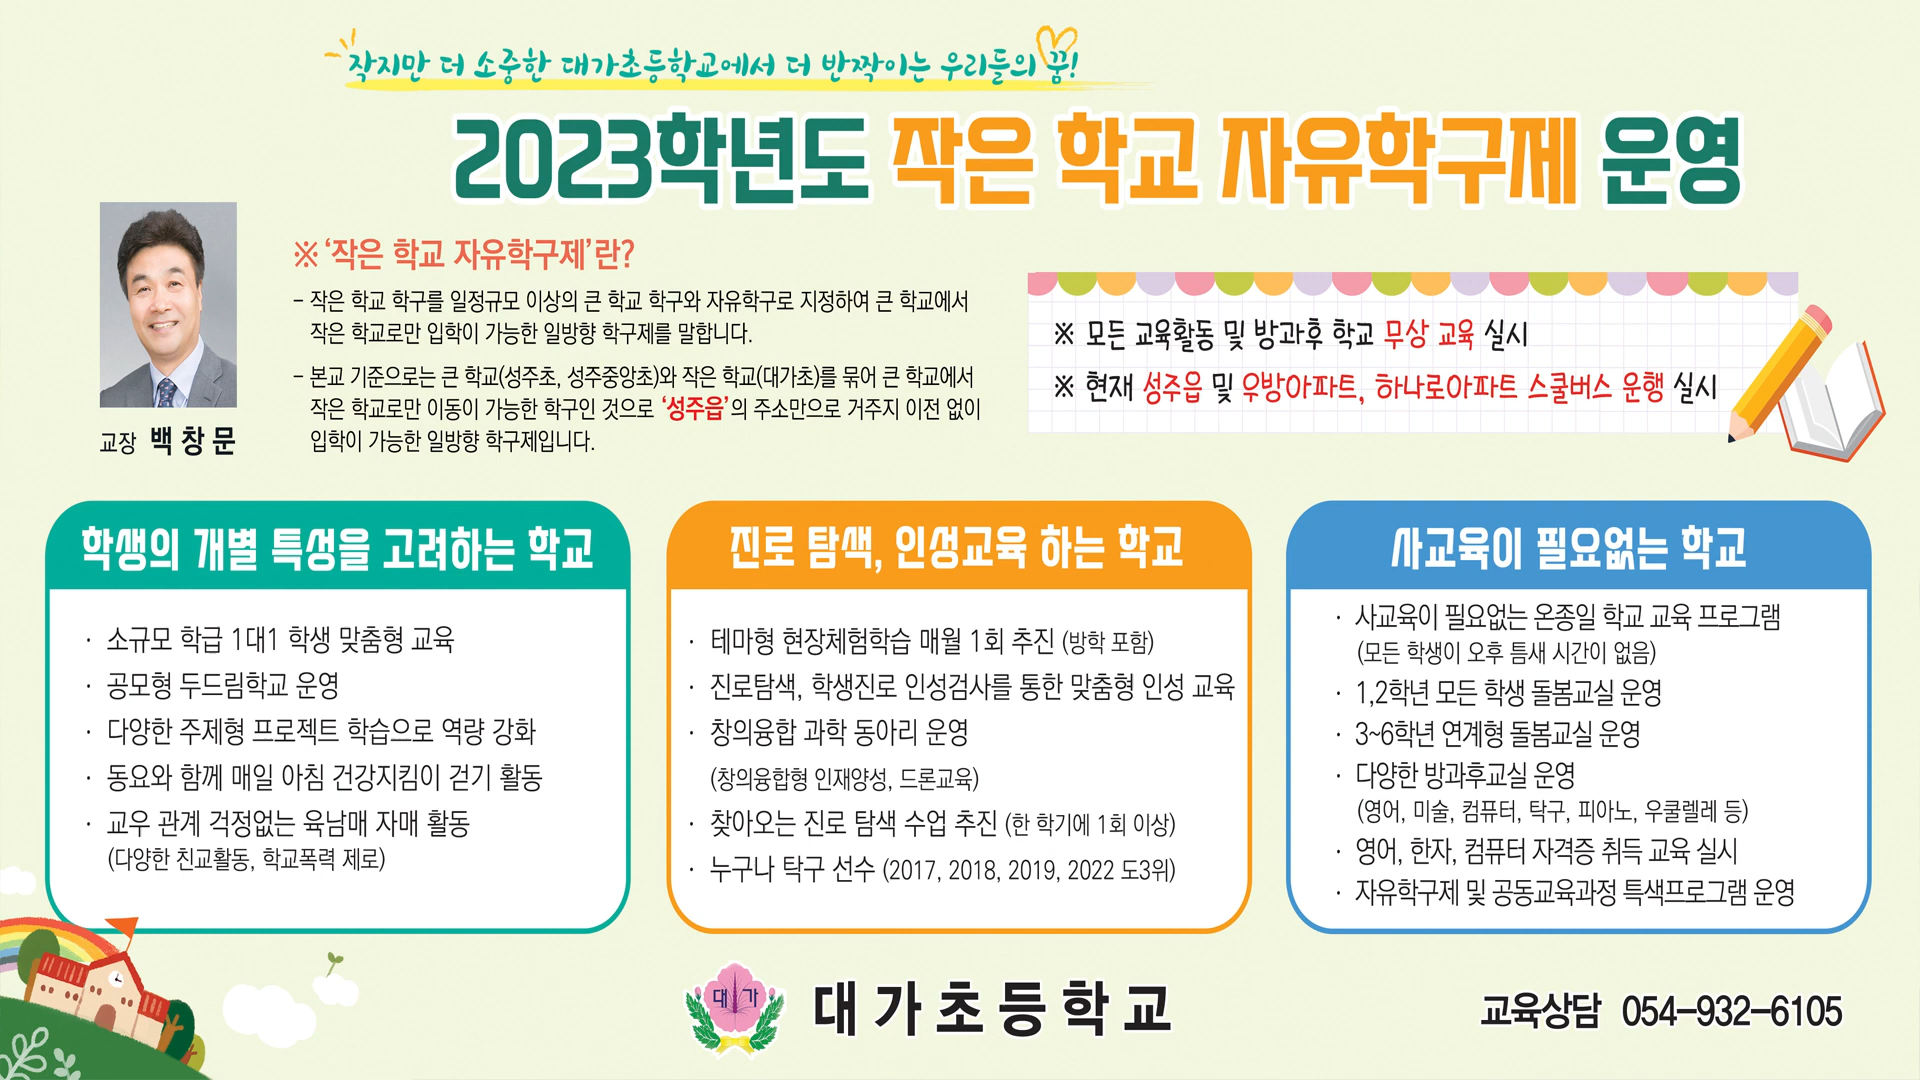 작지만 더 소중한 대가초등학교에서 더 반짝이는 우리들의 꿈!
2023학년도 작은 학교 자유학구제 운영
교장 백창문
※ '작은 학교 자유학구제'란?
- 작은 학교 학구를 일정규모 이상의 큰 학교 학구와 자유학구로 지정하여 큰 학교에서
작은 학교로만 입학이 가능한 일방향 학구제를 말합니다.
- 본교 기준으로는 큰 학교(성주초, 성주중앙초)와 작은 학교(대가초)를 묶어 큰 학교에서
작은 학교로만 이동이 가능한 학구인 것으로 '성주읍'의 주소만으로 거주지 이전 없이
입학이 가능한 일방향 학구제입니다.
※ 모든 교육활동 및 방과후 학교 무상 교육 실시
※ 현재 성주읍 및 우방아파트, 하나로아파트 스쿨버스 운행 실시
학생의 개별 특성을 고려하는 학교
· 소규모 학급 1대1 학생 맞춤형 교육
· 공모형 두드림학교 운영
· 다양한 주제형 프로젝트 학습으로 역량 강화
· 동요와 함께 매일 아침 건강지킴이 걷기 활동
· 교우 관계 걱정없는 육남매 자매 활동
(다양한 친교활동, 학교폭력 제로)
진로 탐색, 인성교육 하는 학교
· 테마형 현장체험학습 매월 1회 추진 (방학 포함)
· 진로탐색, 학생진로 인성검사를 통한 맞춤형 인성 교육
· 창의융합 과학 동아리 운영
(창의융합형 인재양성, 드론교육)
· 찾아오는 진로 탐색 수업 추진 (한 학기에 1회 이상)
· 누구나 탁구 선수 (2017, 2018, 2019, 2022 도3위)
사교육이 필요없는 학교
· 사교육이 필요없는 온종일 학교 교육 프로그램
(모든 학생이 오후 틈새 시간이 없음)
· 1,2학년 모든 학생 돌봄교실 운영
· 3~6학년 연계형 돌봄교실 운영
· 다양한 방과후교실 운영
(영어, 미술, 컴퓨터, 탁구, 피아노, 우쿨렐레 등)
· 영어, 한자, 컴퓨터 자격증 취득 교육 실시
· 자유학구제 및 공동교육과정 특색프로그램 운영
대가
대가초등학교
교육상담 054-932-6105